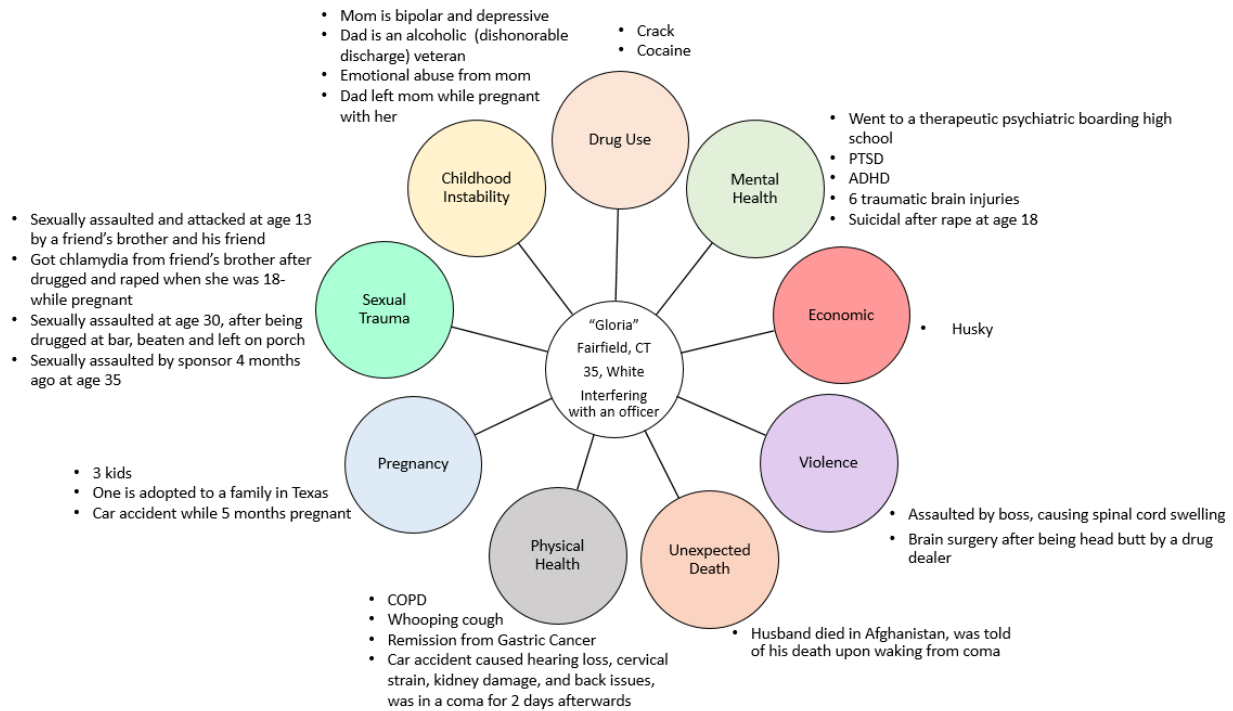 • Mom is bipolar and depressive
• Dad is an alcoholic  (dishonorable
discharge) veteran
• Emotional abuse from mom
• Dad left mom while pregnant
with her
• Crack
• Cocaine
Drug Use
Childhood
Instability
Mental
Health
• Went to a therapeutic psychiatric boarding high
school
• PTSD
• ADHD
• 6 traumatic brain injuries
• Suicidal after rape at age 18
• Sexually assaulted and attacked at age 13
by a friend’s brother and his friend
• Got chlamydia from friend’s brother after
drugged and raped when she was 18-
while pregnant
• Sexually assaulted at age 30, after being
drugged at bar, beaten and left on porch
• Sexually assaulted by sponsor 4 months
ago at age 35
Sexual
Trauma
Economic
• Husky
“Gloria”
Fairfield, CT
35, White
Interfering
with an officer
Pregnancy
• 3 kids
• One is adopted to a family in Texas
• Car accident while 5 months pregnant
Violence
• Assaulted by boss, causing spinal cord swelling
• Brain surgery after being head butt by a drug
dealer
Physical
Health
• COPD
• Whooping cough
• Remission from Gastric Cancer
• Car accident caused hearing loss, cervical
strain, kidney damage, and back issues,
was in a coma for 2 days afterwards
Unexpected
Death
• Husband died in Afghanistan, was told
of his death upon waking from coma